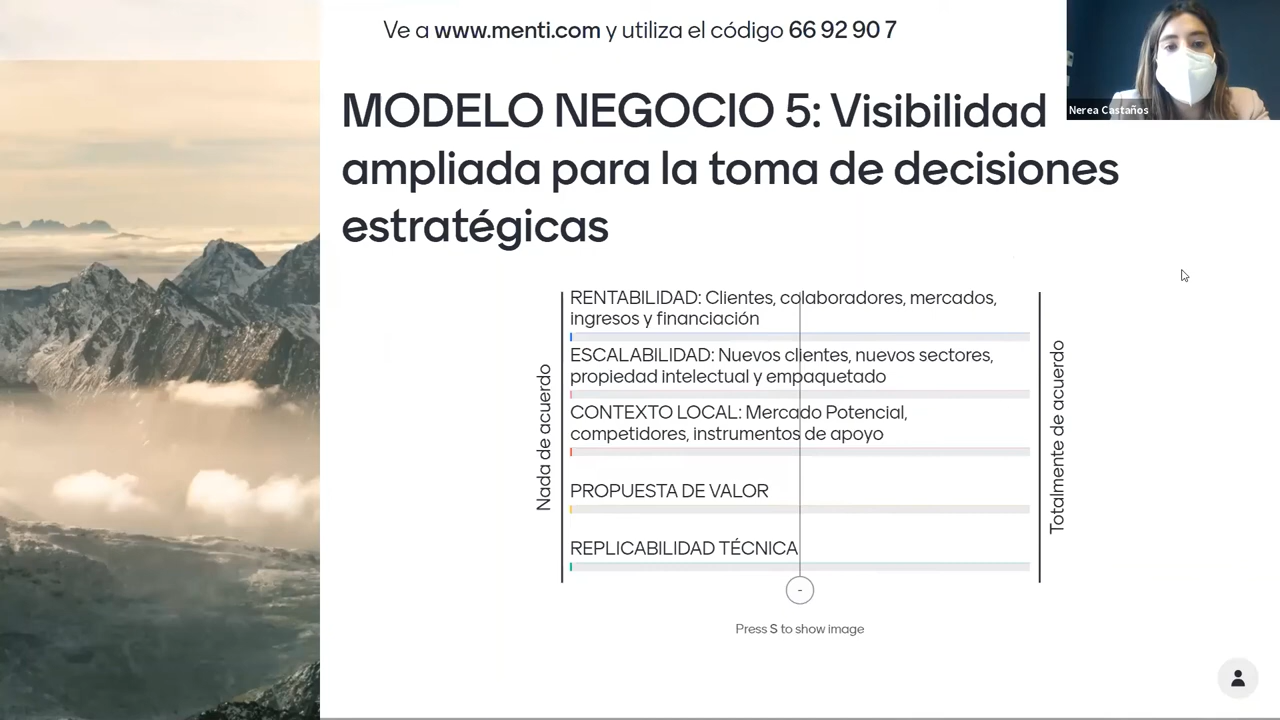 Ve a www.menti.com y utiliza el código 66 92 90 7
Nerea Castaños
MODELO NEGOCIO 5: Visibilidad
ampliada para la toma de decisiones
estratégicas
Nada de acuerdo
RENTABILIDAD: Clientes, colaboradores, mercados,
ingresos y financiación
ESCALABILIDAD: Nuevos clientes, nuevos sectores,
propiedad intelectual y empaquetado
CONTEXTO LOCAL: Mercado Potencial,
competidores, instrumentos de apoyo
PROPUESTA DE VALOR
REPLICABILIDAD TÉCNICA
Totalmente de acuerdo
-
Press S to show image